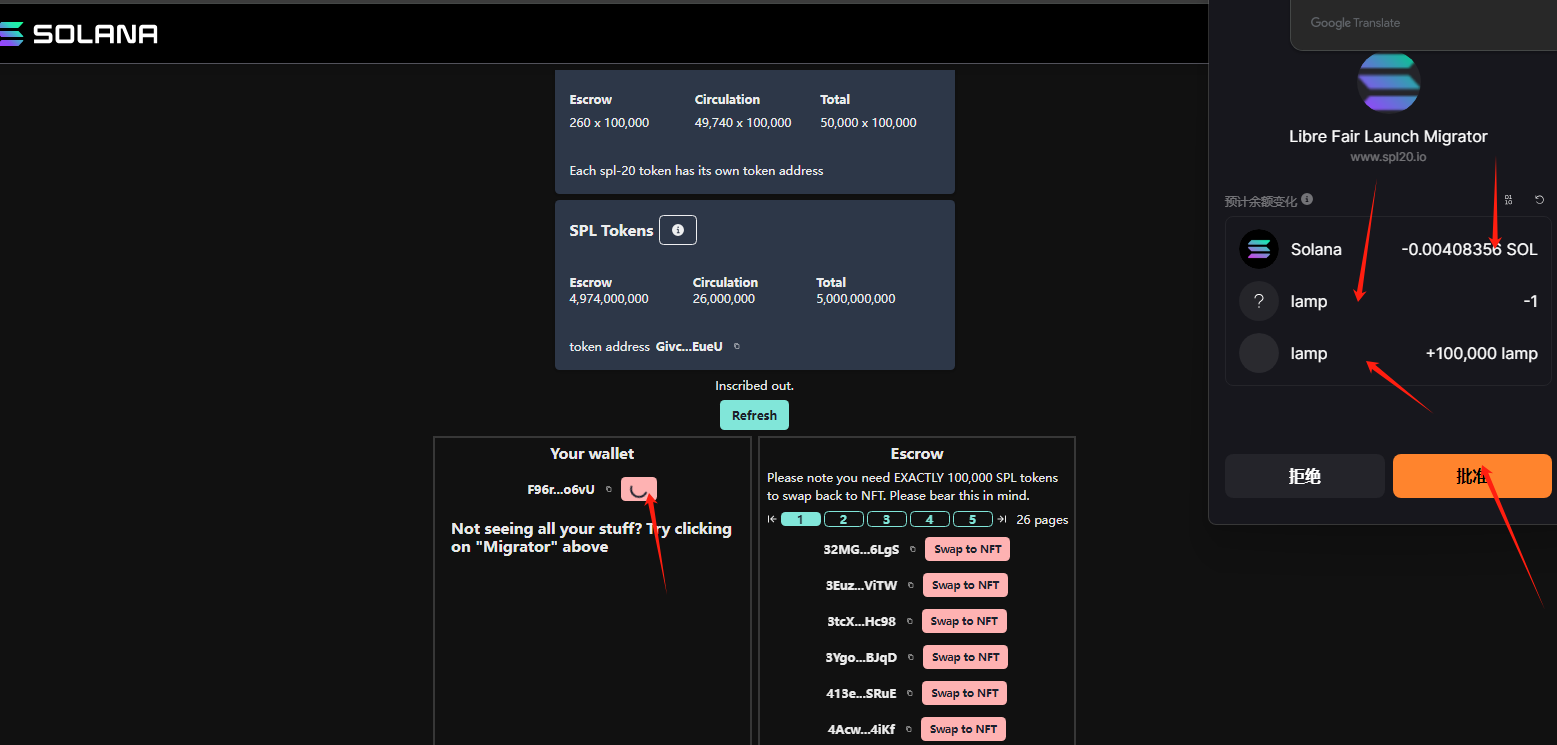 SOLANA
Escrow Circulation Total
260 x 100,000 49,740 x 100,000 50,000 x 100,000
Each spl-20 token has its own token address
SPL Tokens
Escrow Circulation Total
4,974,000,000 26,000,000 5,000,000,000
token address Givc...EueU
Inscribed out.
Refresh
Your wallet
F96r...o6vU
Not seeing all your stuff? Try clicking
on "Migrator" above
Escrow
Please note you need EXACTLY 100,000 SPL tokens
to swap back to NFT. Please bear this in mind.
1 2 3 4 5 26 pages
32MG...6LgS Swap to NFT
3Euz...ViTW Swap to NFT
3tcX...Hc98 Swap to NFT
3Ygo...BJqD Swap to NFT
413e...SRuE Swap to NFT
4Acw...4iKf Swap to NFT
Google Translate
Libre Fair Launch Migrator
www.spl20.io
预计余额变化
Solana -0.00408356 SOL
? lamp -1
lamp +100,000 lamp
拒绝 批准